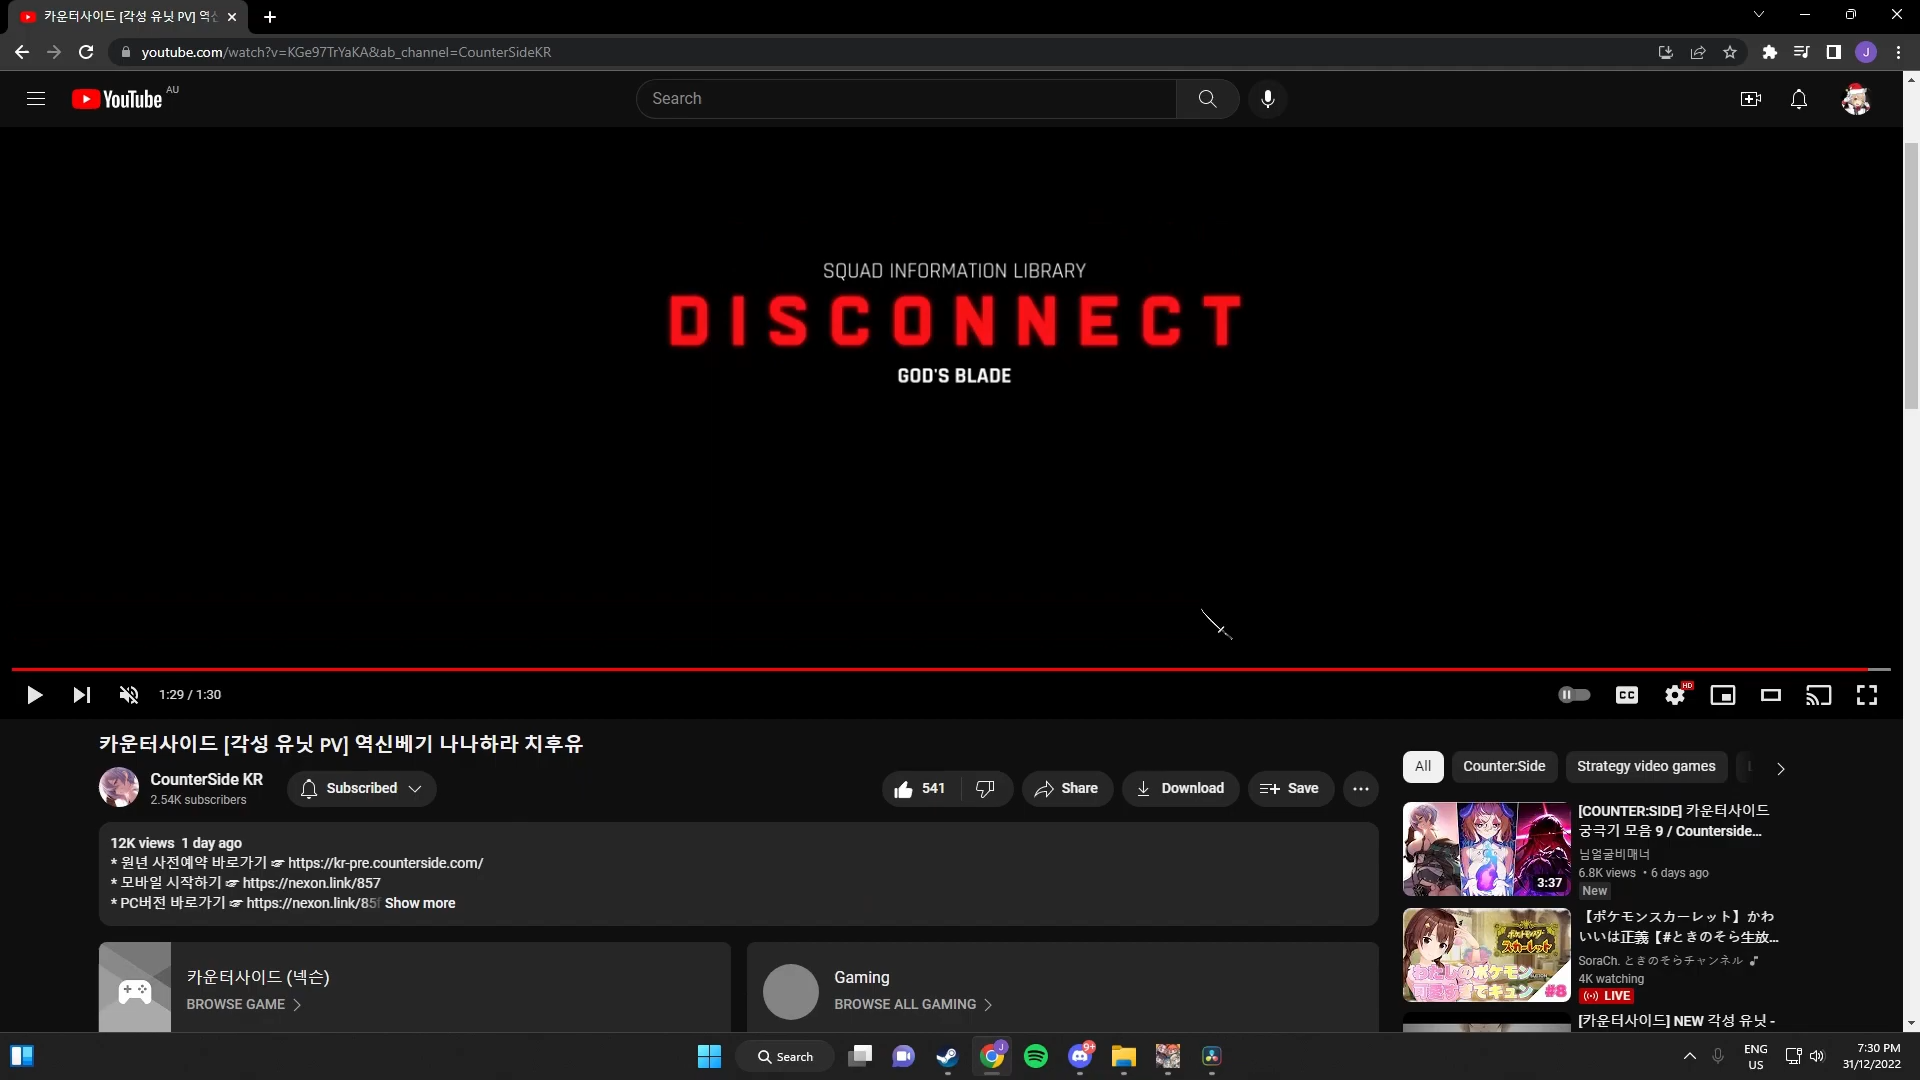 카운터사이드 [각성 유닛 PV] 역신
youtube.com/watch?v=KGe97TrYaKA&ab_channel=CounterSideKR
J
YouTube AU
Search
SQUAD INFORMATION LIBRARY
DISCONNECT
GOD'S BLADE
1:29 / 1:30
CC
HD
카운터사이드 [각성 유닛 PV] 역신베기 나나하라 치후유
CounterSide KR
2.54K subscribers
Subscribed
541
Share
Download
Save
12K views 1 day ago
* 원년 사전예약 바로가기 ☞ https://kr-pre.counterside.com/
* 모바일 시작하기 ☞ https://nexon.link/857
* PC버전 바로가기 ☞ https://nexon.link/85 Show more
카운터사이드 (넥슨)
BROWSE GAME
Gaming
BROWSE ALL GAMING
All
Counter:Side
Strategy video games
[COUNTER:SIDE] 카운터사이드
궁극기 모음 9 / Counterside...
님얼굴비매너
6.8K views • 6 days ago
New
3:37
【ポケモンスカーレット】かわ
いいは正義【#ときのそら生放...
SoraCh. ときのそらチャンネル
4K watching
LIVE
#8
[카운터사이드] NEW 각성 유닛 -
Search
J
9+
ENG
US
7:30 PM
31/12/2022